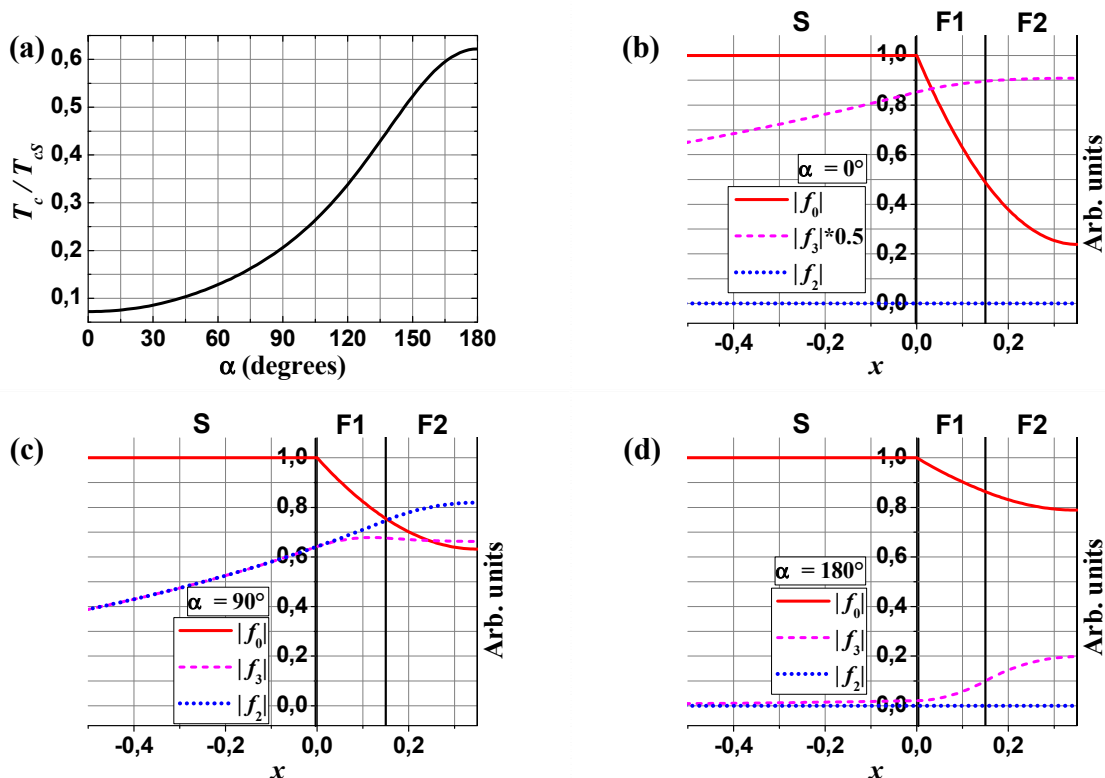 (a)
T_c / T_cS
0,6
0,5
0,4
0,3
0,2
0,1
0 30 60 90 120 150 180
α (degrees)
(b)
S F1 F2
1,0
0,8
0,6
0,4
0,2
0,0
α = 0°
|f_0|
|f_3|*0.5
|f_2|
Arb. units
-0,4 -0,2 0,0 0,2
x
(c)
S F1 F2
1,0
0,8
0,6
0,4
0,2
0,0
α = 90°
|f_0|
|f_3|
|f_2|
Arb. units
-0,4 -0,2 0,0 0,2
x
(d)
S F1 F2
1,0
0,8
0,6
0,4
0,2
0,0
α = 180°
|f_0|
|f_3|
|f_2|
Arb. units
-0,4 -0,2 0,0 0,2
x